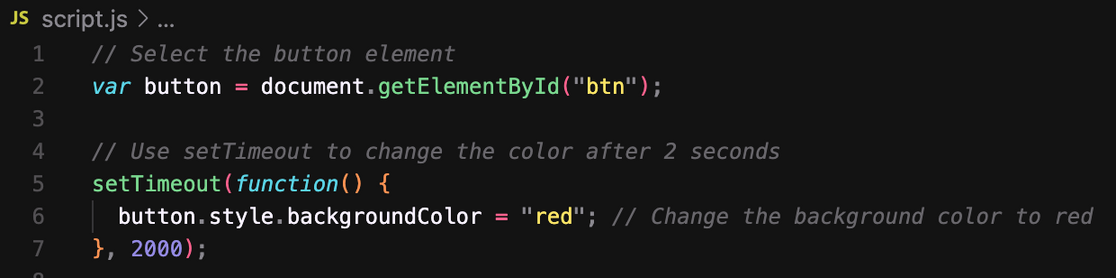 JS script.js > ...
1 // Select the button element
2 var button = document.getElementById("btn");
3
4 // Use setTimeout to change the color after 2 seconds
5 setTimeout(function() {
6 button.style.backgroundColor = "red"; // Change the background color to red
7 }, 2000);